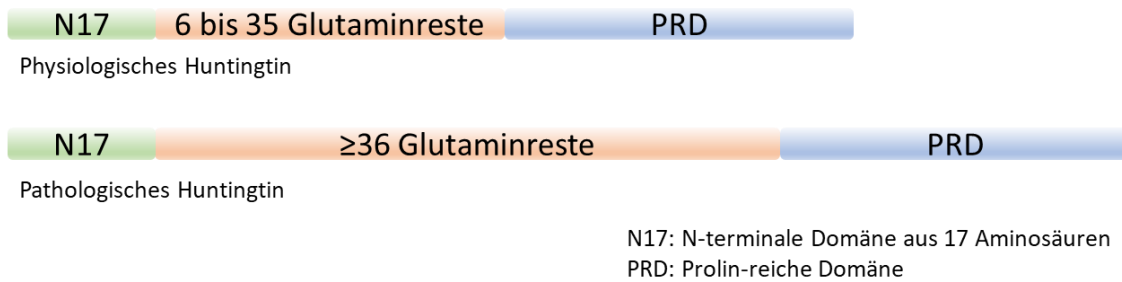 N17 6 bis 35 Glutaminreste PRD
Physiologisches Huntingtin
N17 ≥36 Glutaminreste PRD
Pathologisches Huntingtin
N17: N-terminale Domäne aus 17 Aminosäuren
PRD: Prolin-reiche Domäne